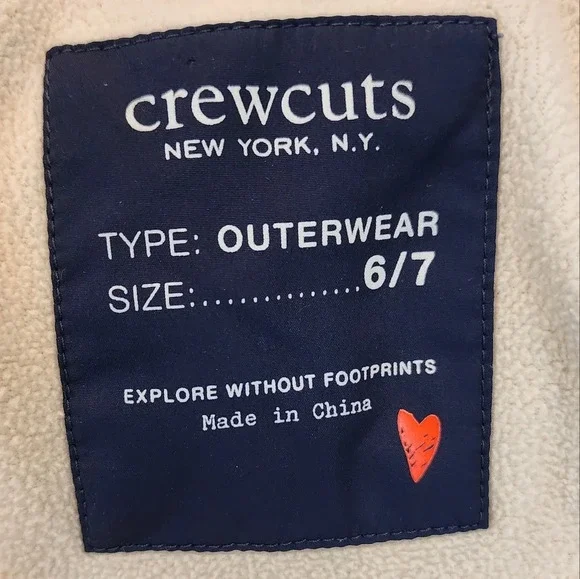 crewcuts
NEW YORK, N.Y.
TYPE: OUTERWEAR
SIZE:...............6/7
EXPLORE WITHOUT FOOTPRINTS
Made in China